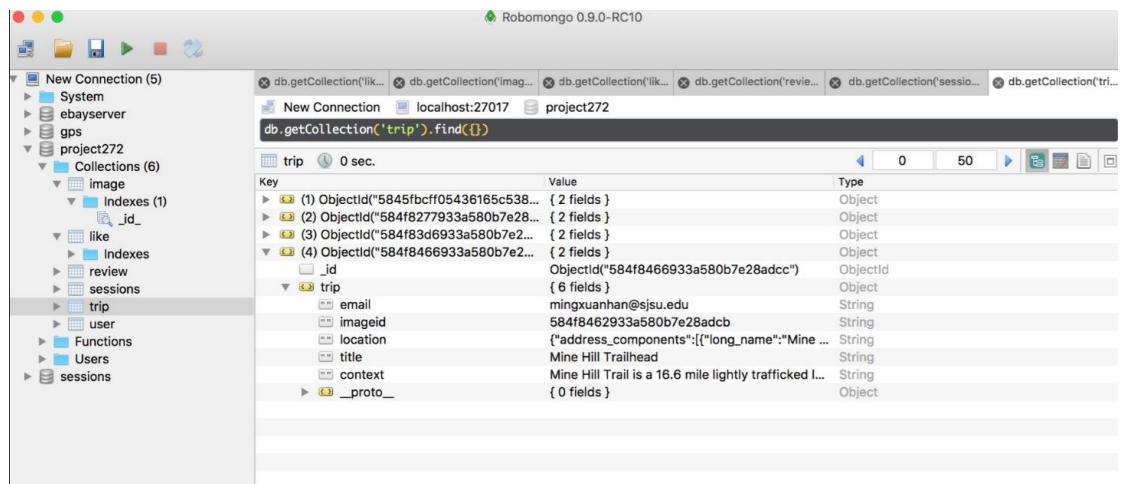 Robomongo 0.9.0-RC10
New Connection (5)
System
ebayserver
gps
project272
Collections (6)
image
Indexes (1)
_id_
like
Indexes
review
sessions
trip
user
Functions
Users
sessions
db.getCollection('lik... db.getCollection('imag... db.getCollection('lik... db.getCollection('revie... db.getCollection('sessio... db.getCollection('tri...
New Connection localhost:27017 project272
db.getCollection('trip').find({})
trip 0 sec. 0 50
Key Value Type
(1) ObjectId("5845fbcff05436165c538... { 2 fields } Object
(2) ObjectId("584f8277933a580b7e28... { 2 fields } Object
(3) ObjectId("584f83d6933a580b7e2... { 2 fields } Object
(4) ObjectId("584f8466933a580b7e2... { 2 fields } Object
_id ObjectId("584f8466933a580b7e28adcc") ObjectId
trip { 6 fields } Object
email mingxuanhan@sjsu.edu String
imageid 584f8462933a580b7e28adcb String
location {"address_components":[{"long_name":"Mine ... String
title Mine Hill Trailhead String
context Mine Hill Trail is a 16.6 mile lightly trafficked l... String
__proto__ { 0 fields } Object